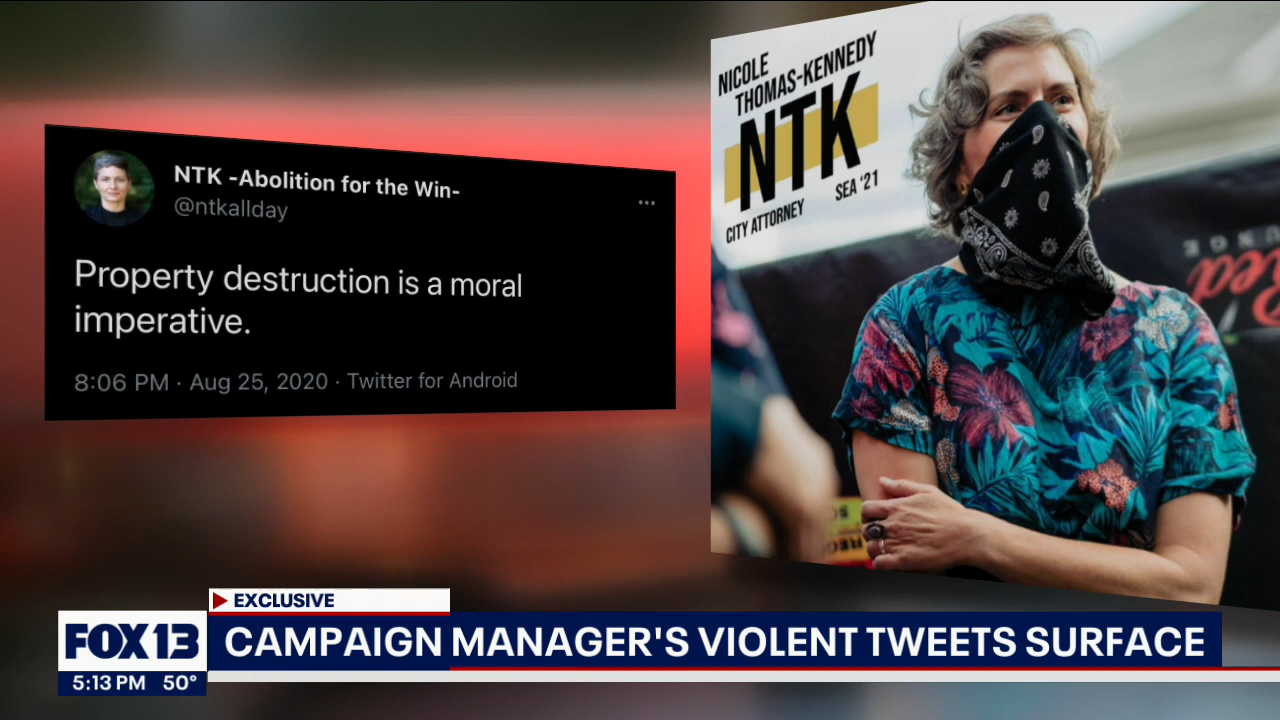 NTK -Abolition for the Win-
@ntkallday
Property destruction is a moral
imperative.
8:06 PM · Aug 25, 2020 · Twitter for Android
NICOLE
THOMAS-KENNEDY
NTK
SEA '21
CITY ATTORNEY
EXCLUSIVE
FOX 13
CAMPAIGN MANAGER'S VIOLENT TWEETS SURFACE
5:13 PM 50°